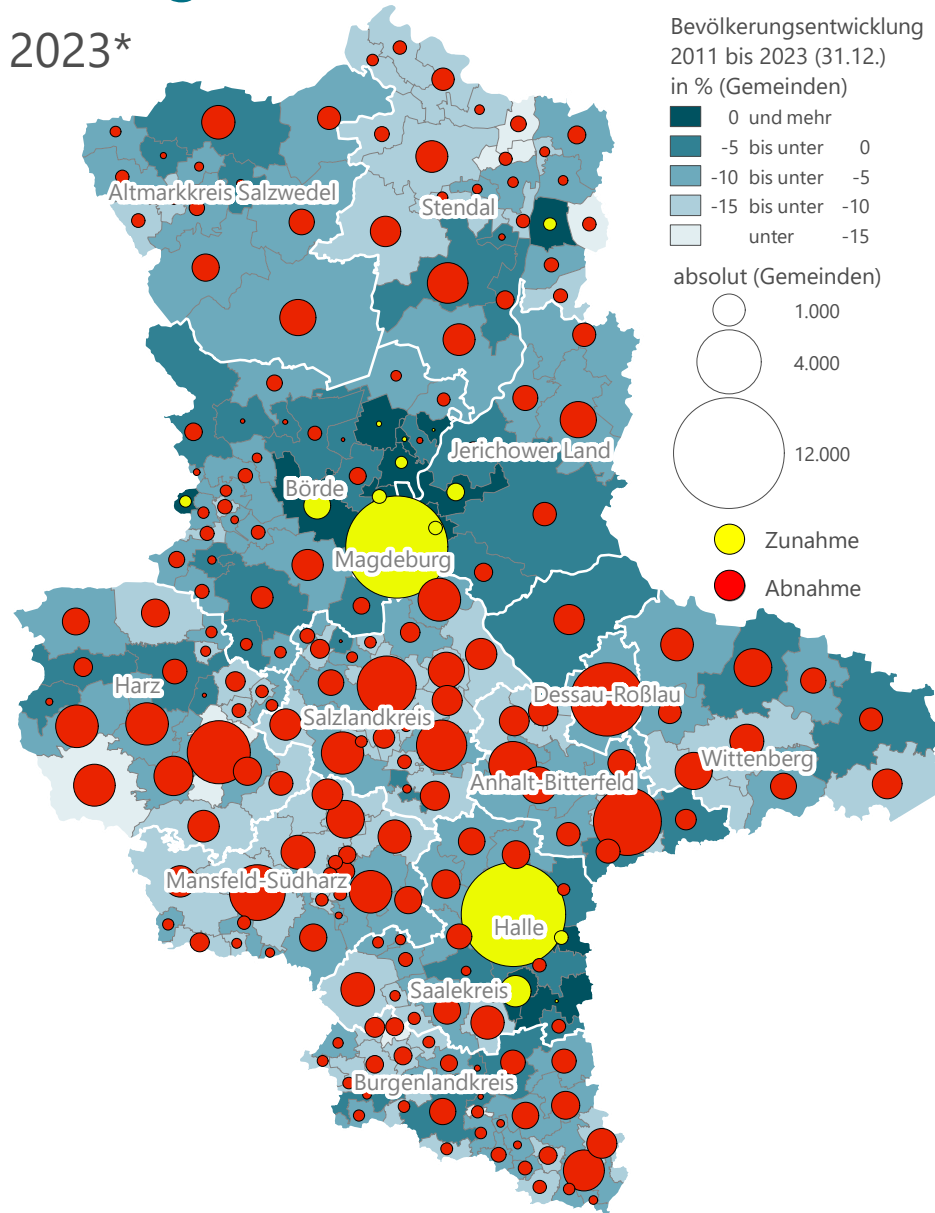 2023*
Bevölkerungsentwicklung
2011 bis 2023 (31.12.)
in % (Gemeinden)
0 und mehr
-5 bis unter 0
-10 bis unter -5
-15 bis unter -10
unter -15
absolut (Gemeinden)
1.000
4.000
12.000
Zunahme
Abnahme
Altmarkkreis Salzwedel
Stendal
Jerichower Land
Börde
Magdeburg
Harz
Salzlandkreis
Dessau-Roßlau
Wittenberg
Anhalt-Bitterfeld
Mansfeld-Südharz
Halle
Saalekreis
Burgenlandkreis